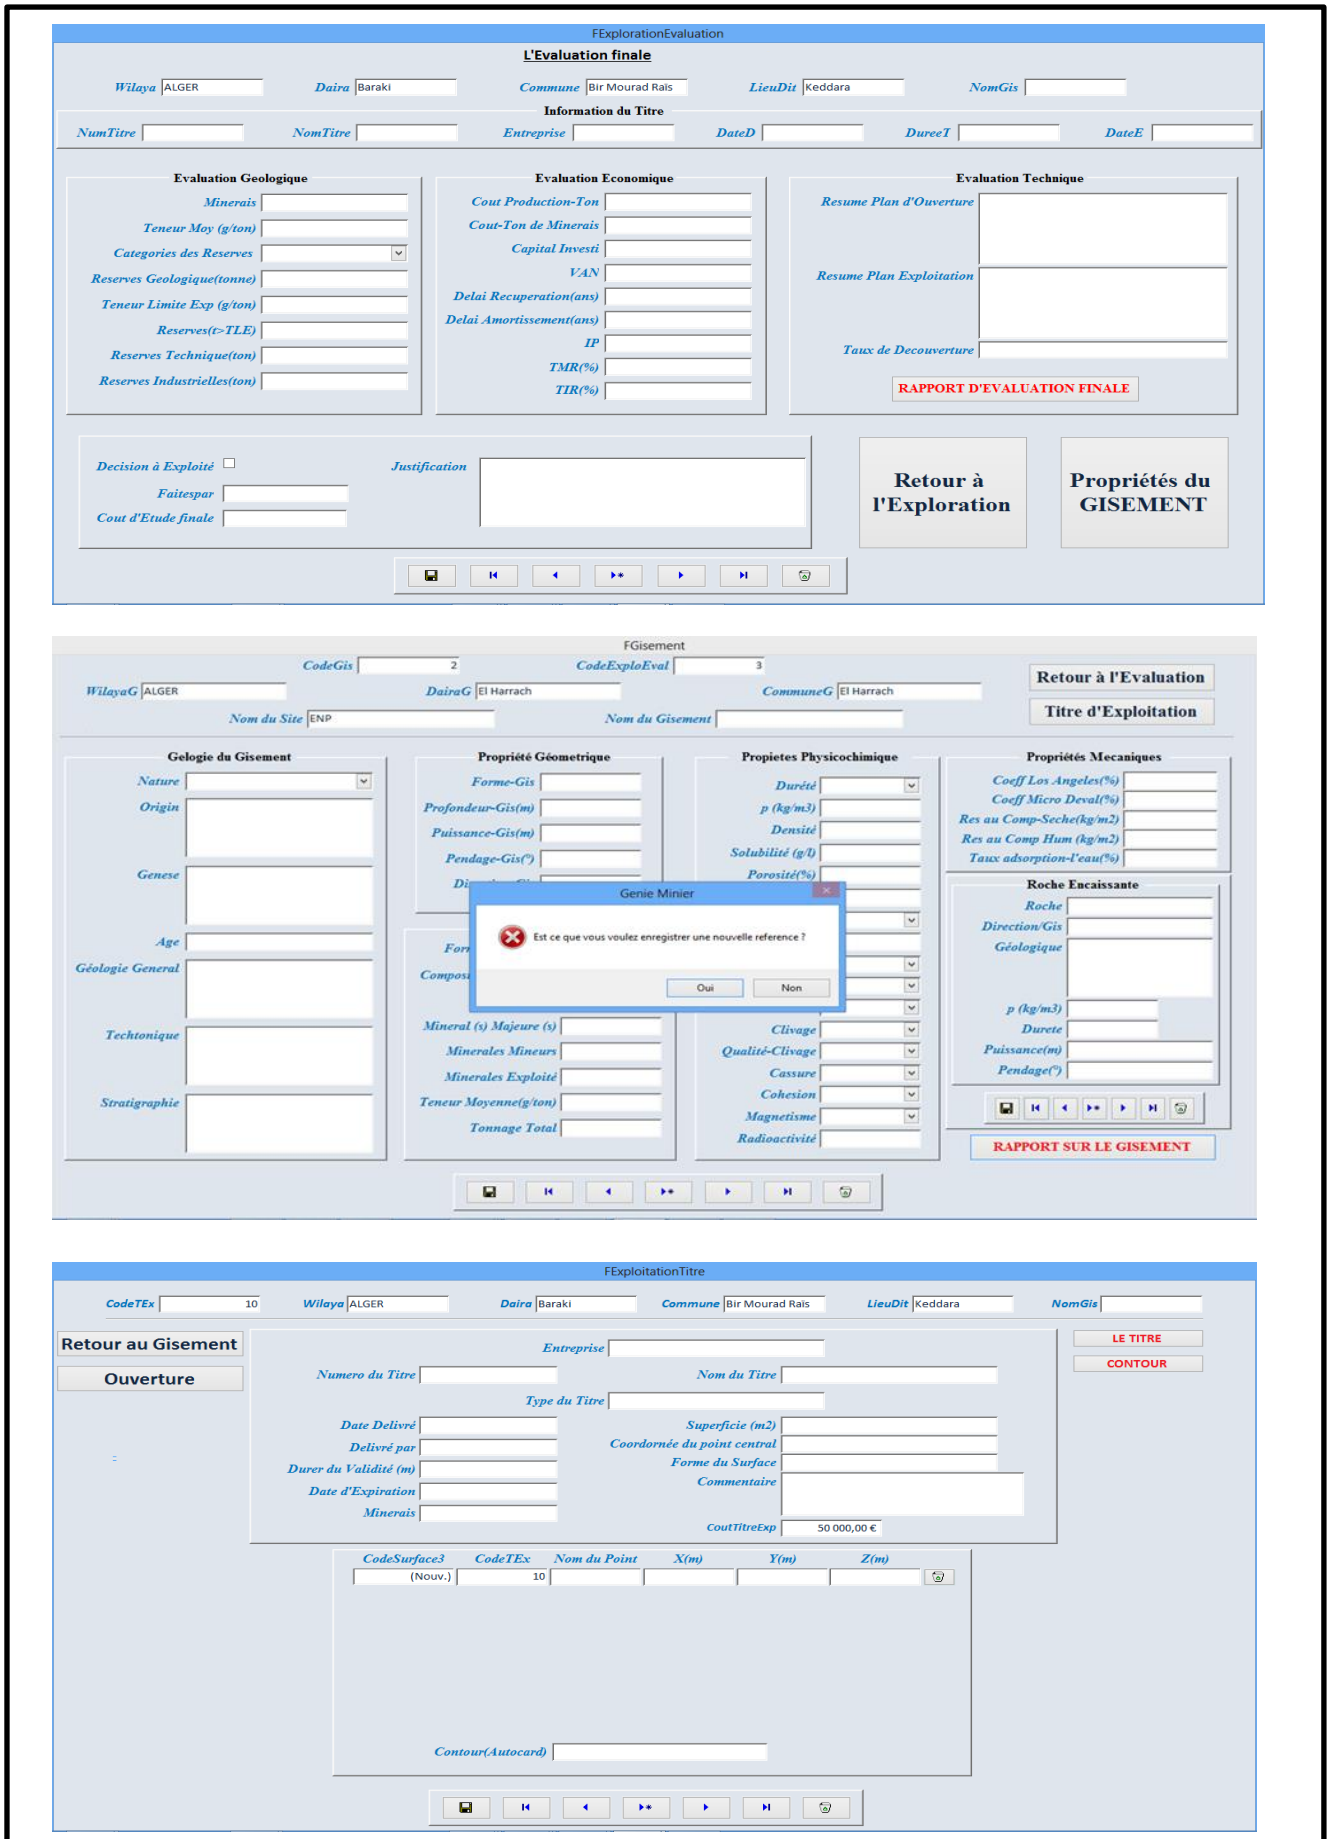 FExplorationEvaluation
L'Evaluation finale
Wilaya ALGER Daira Baraki Commune Bir Mourad Raïs LieuDit Keddara NomGis
Information du Titre
NumTitre NomTitre Entreprise DateD DureeT DateE
Evaluation Geologique Evaluation Economique Evaluation Technique
Minerais Cout Production-Ton Resume Plan d'Ouverture
Teneur Moy (g/ton) Cout-Ton de Minerais
Categories des Reserves Capital Investi
Reserves Geologique(tonne) VAN Resume Plan Exploitation
Teneur Limite Exp (g/ton) Delai Recuperation(ans)
Reserves(t>TLE) Delai Amortissement(ans)
Reserves Technique(ton) IP Taux de Decouverture
Reserves Industrielles(ton) TMR(%)
TIR(%) RAPPORT D'EVALUATION FINALE
Decision à Exploité Justification
Faitespar
Cout d'Etude finale
Retour à
l'Exploration
Propriétés du
GISEMENT
FGisement
CodeGis 2 CodeExploEval 3
Retour à l'Evaluation
WilayaG ALGER DairaG El Harrach CommuneG El Harrach
Titre d'Exploitation
Nom du Site ENP Nom du Gisement
Gelogie du Gisement
Nature
Origin
Genese
Age
Géologie General
Techtonique
Stratigraphie
Propriété Géometrique
Forme-Gis
Profondeur-Gis(m)
Puissance-Gis(m)
Pendage-Gis(°)
Mineral (s) Majeure (s)
Minerales Mineurs
Minerales Exploité
Teneur Moyenne(g/ton)
Tonnage Total
Genie Minier
Est ce que vous voulez enregistrer une nouvelle reference ?
Oui Non
Propietes Physicochimique
Durété
p (kg/m3)
Densité
Solubilité (g/l)
Porosité(%)
Clivage
Qualité-Clivage
Cassure
Cohesion
Magnetisme
Radioactivité
Propriétés Mecaniques
Coeff Los Angeles(%)
Coeff Micro Deval(%)
Res au Comp-Seche(kg/m2)
Res au Comp Hum (kg/m2)
Taux adsorption-l'eau(%)
Roche Encaissante
Roche
Direction/Gis
Géologique
p (kg/m3)
Durete
Puissance(m)
Pendage(°)
RAPPORT SUR LE GISEMENT
FExploitationTitre
CodeTEx 10 Wilaya ALGER Daira Baraki Commune Bir Mourad Raïs LieuDit Keddara NomGis
Retour au Gisement
Ouverture
LE TITRE
CONTOUR
Entreprise
Numero du Titre Nom du Titre
Type du Titre
Date Delivré Superficie (m2)
Delivré par Coordornée du point central
Durer du Validité (m) Forme du Surface
Date d'Expiration Commentaire
Minerais
CoutTitreExp 50 000,00 €
CodeSurface3 CodeTEx Nom du Point X(m) Y(m) Z(m)
(Nouv.) 10
Contour(Autocard)